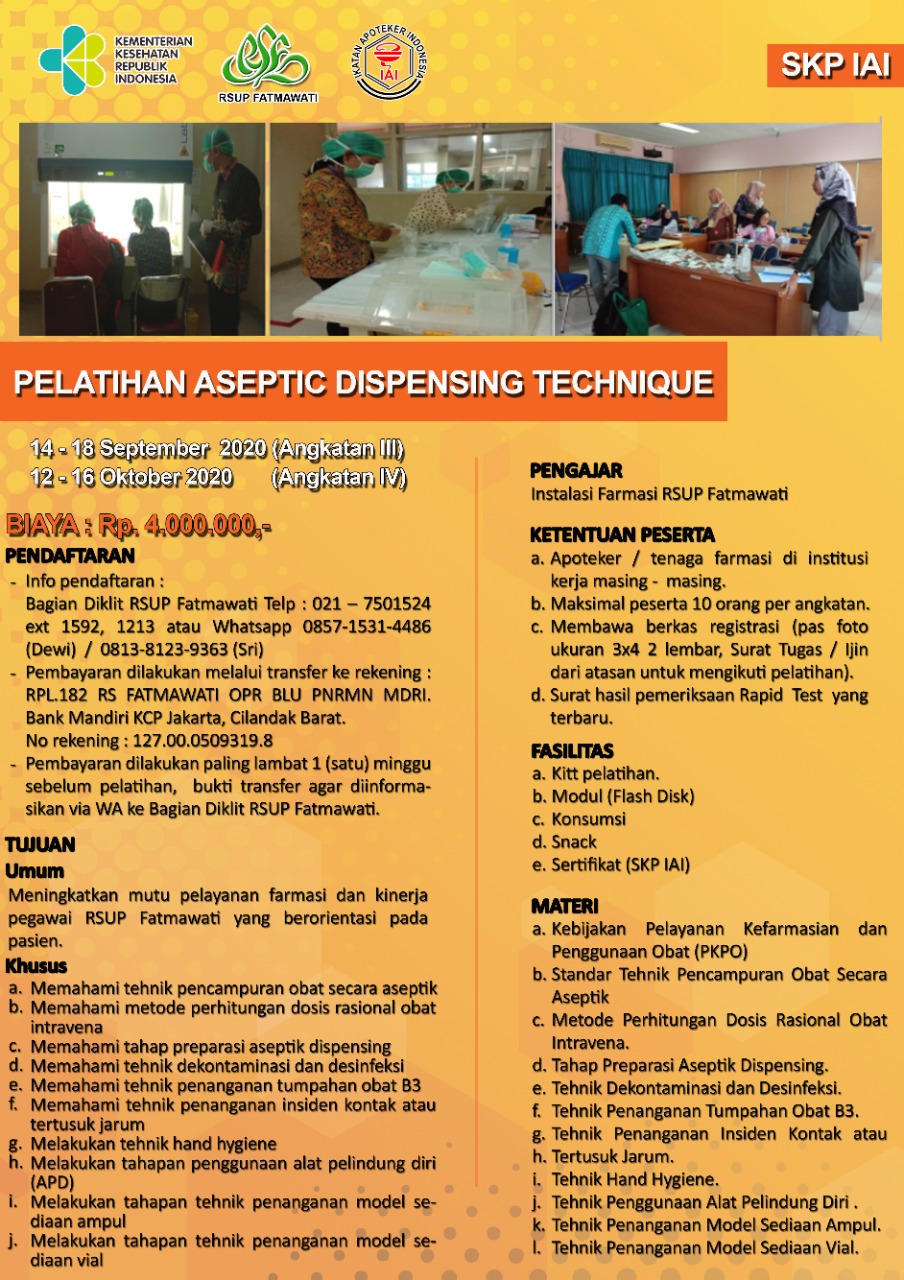 KEMENTERIAN
KESEHATAN
REPUBLIK
INDONESIA
RSUP FATMAWATI
IKATAN APOTEKER INDONESIA
IAI
SKP IAI
PELATIHAN ASEPTIC DISPENSING TECHNIQUE
14 - 18 September 2020 (Angkatan III)
12 - 16 Oktober 2020 (Angkatan IV)
BIAYA : Rp. 4.000.000,-
PENDAFTARAN
- Info pendaftaran :
Bagian Diklit RSUP Fatmawati Telp : 021 – 7501524
ext 1592, 1213 atau Whatsapp 0857-1531-4486
(Dewi) / 0813-8123-9363 (Sri)
- Pembayaran dilakukan melalui transfer ke rekening :
RPL.182 RS FATMAWATI OPR BLU PNRMN MDRI.
Bank Mandiri KCP Jakarta, Cilandak Barat.
No rekening : 127.00.0509319.8
- Pembayaran dilakukan paling lambat 1 (satu) minggu
sebelum pelatihan, bukti transfer agar diinforma-
sikan via WA ke Bagian Diklit RSUP Fatmawati.
TUJUAN
Umum
Meningkatkan mutu pelayanan farmasi dan kinerja
pegawai RSUP Fatmawati yang berorientasi pada
pasien.
Khusus
a. Memahami tehnik pencampuran obat secara aseptik
b. Memahami metode perhitungan dosis rasional obat
intravena
c. Memahami tahap preparasi aseptik dispensing
d. Memahami tehnik dekontaminasi dan desinfeksi
e. Memahami tehnik penanganan tumpahan obat B3
f. Memahami tehnik penanganan insiden kontak atau
tertusuk jarum
g. Melakukan tehnik hand hygiene
h. Melakukan tahapan penggunaan alat pelindung diri
(APD)
i. Melakukan tahapan tehnik penanganan model se-
diaan ampul
j. Melakukan tahapan tehnik penanganan model se-
diaan vial
PENGAJAR
Instalasi Farmasi RSUP Fatmawati
KETENTUAN PESERTA
a. Apoteker / tenaga farmasi di institusi
kerja masing - masing.
b. Maksimal peserta 10 orang per angkatan.
c. Membawa berkas registrasi (pas foto
ukuran 3x4 2 lembar, Surat Tugas / Ijin
dari atasan untuk mengikuti pelatihan).
d. Surat hasil pemeriksaan Rapid Test yang
terbaru.
FASILITAS
a. Kitt pelatihan.
b. Modul (Flash Disk)
c. Konsumsi
d. Snack
e. Sertifikat (SKP IAI)
MATERI
a. Kebijakan Pelayanan Kefarmasian dan
Penggunaan Obat (PKPO)
b. Standar Tehnik Pencampuran Obat Secara
Aseptik
c. Metode Perhitungan Dosis Rasional Obat
Intravena.
d. Tahap Preparasi Aseptik Dispensing.
e. Tehnik Dekontaminasi dan Desinfeksi.
f. Tehnik Penanganan Tumpahan Obat B3.
g. Tehnik Penanganan Insiden Kontak atau
h. Tertusuk Jarum.
i. Tehnik Hand Hygiene.
j. Tehnik Penggunaan Alat Pelindung Diri .
k. Tehnik Penanganan Model Sediaan Ampul.
l. Tehnik Penanganan Model Sediaan Vial.